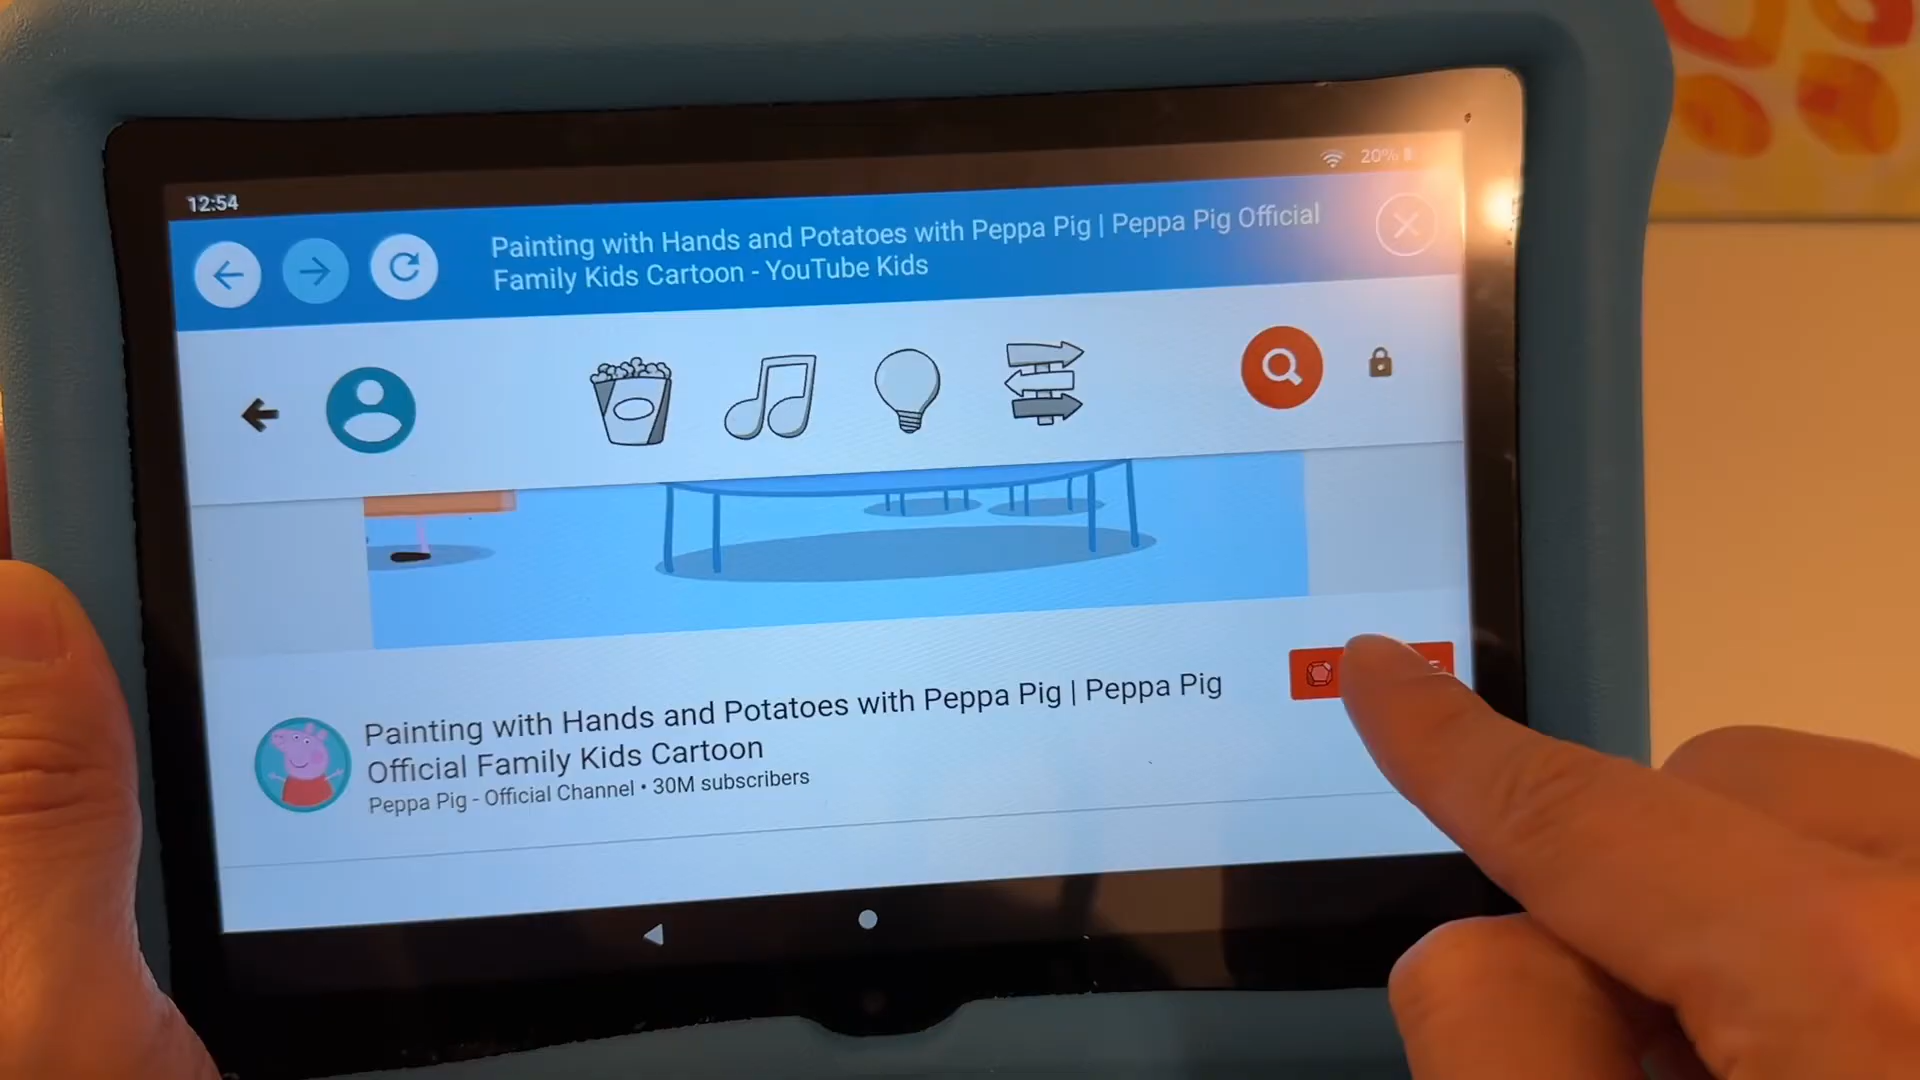 12:54
20%
Painting with Hands and Potatoes with Peppa Pig | Peppa Pig Official
Family Kids Cartoon - YouTube Kids
Painting with Hands and Potatoes with Peppa Pig | Peppa Pig
Official Family Kids Cartoon
Peppa Pig - Official Channel • 30M subscribers